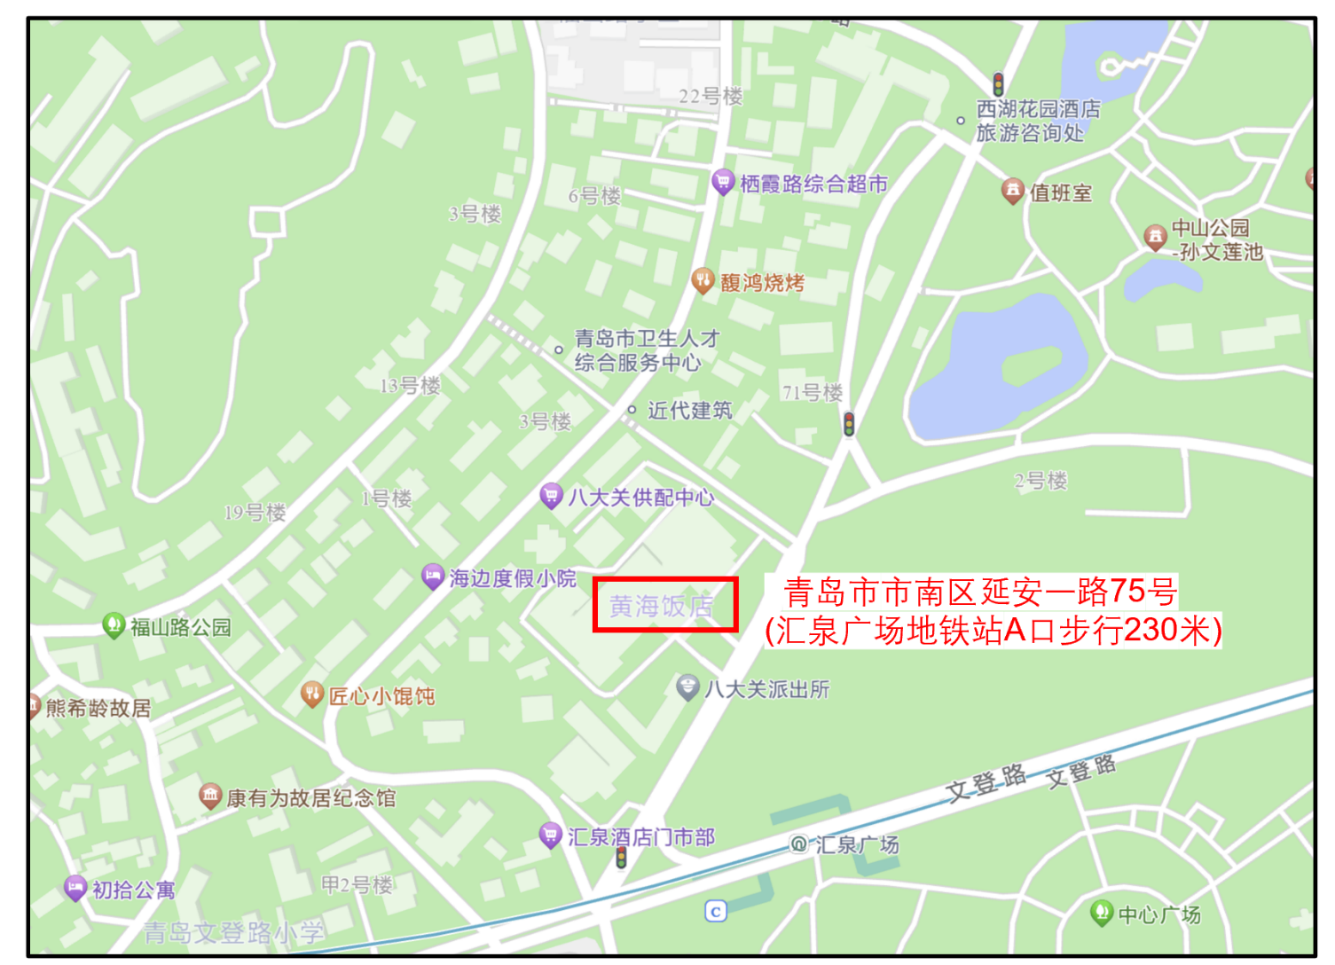 22号楼
西湖花园酒店
旅游咨询处
栖霞路综合超市
值班室
6号楼
3号楼
中山公园
-孙文莲池
馥鸿烧烤
青岛市卫生人才
综合服务中心
13号楼
71号楼
近代建筑
3号楼
2号楼
1号楼
八大关供配中心
19号楼
海边度假小院
黄海饭店
青岛市市南区延安一路75号
(汇泉广场地铁站A口步行230米)
福山路公园
八大关派出所
匠心小馄饨
熊希龄故居
文登路
文登路
康有为故居纪念馆
汇泉酒店门市部
汇泉广场
甲2号楼
初拾公寓
C
中心广场
青岛文登路小学